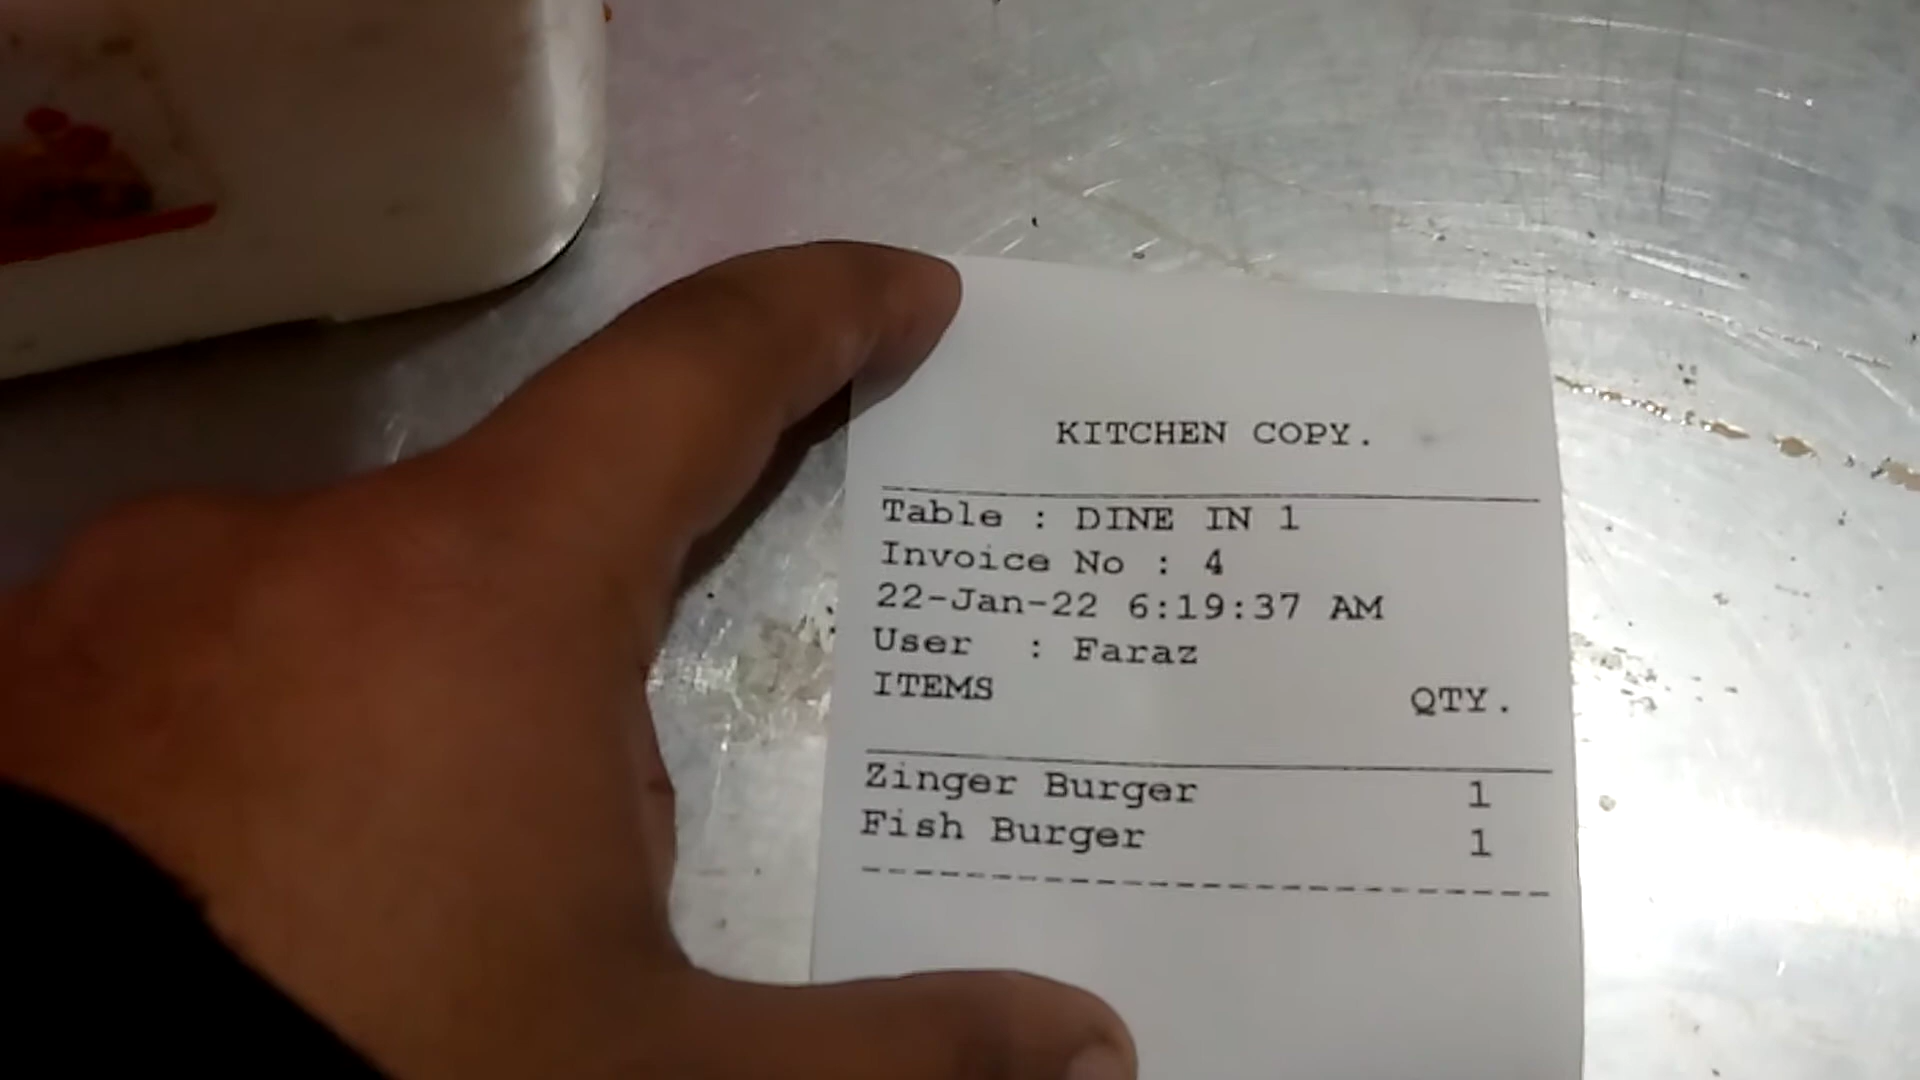 KITCHEN COPY.
Table : DINE IN 1
Invoice No : 4
22-Jan-22 6:19:37 AM
User : Faraz
ITEMS QTY.
Zinger Burger 1
Fish Burger 1